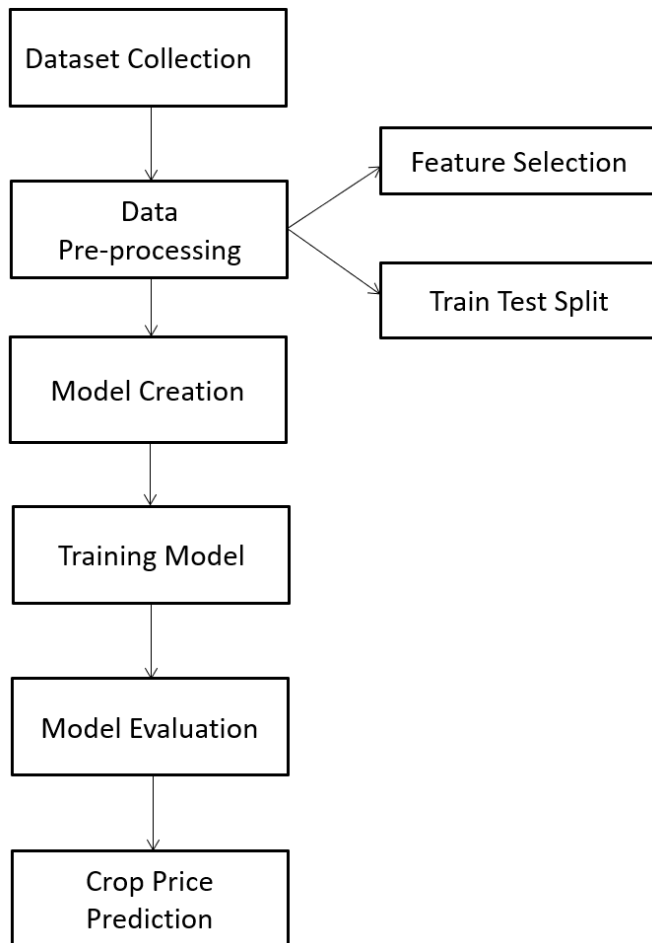 Dataset Collection
Feature Selection
Data
Pre-processing
Train Test Split
Model Creation
Training Model
Model Evaluation
Crop Price
Prediction